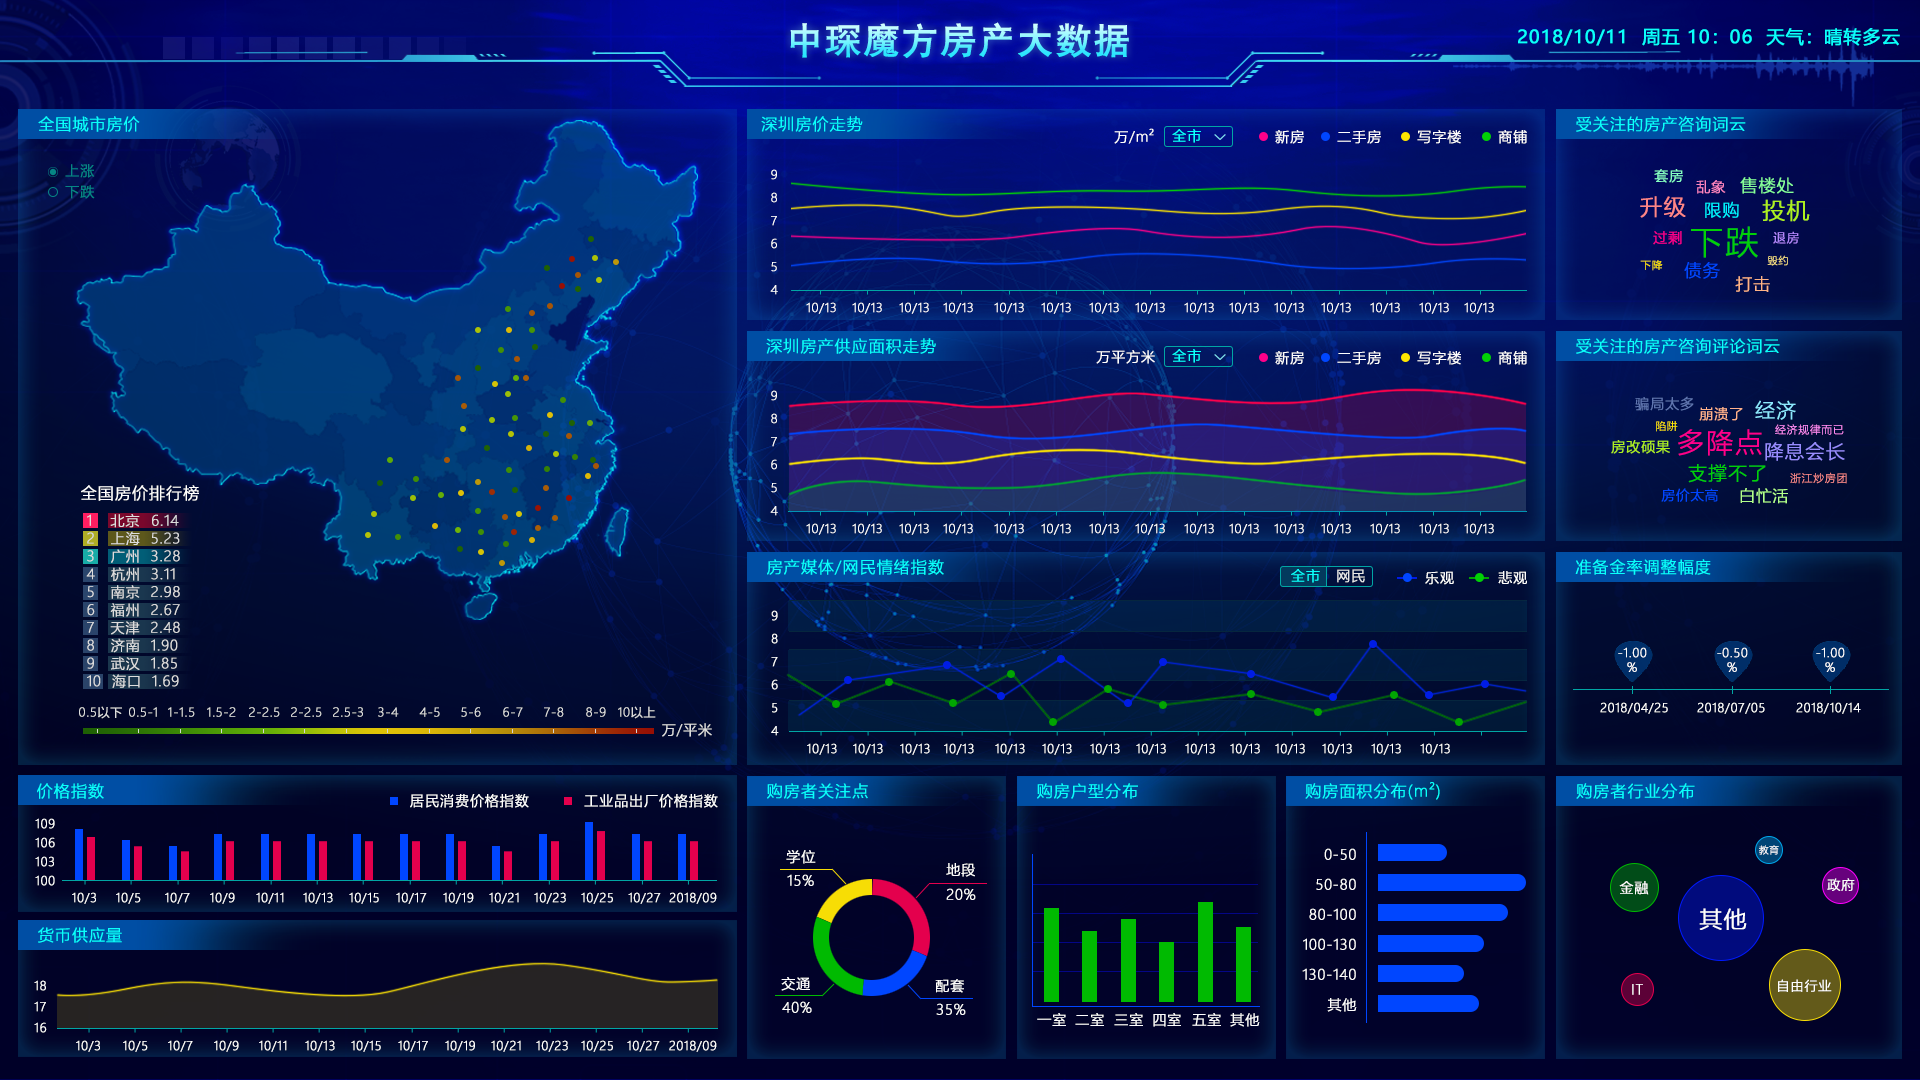 中琛魔方房产大数据
2018/10/11 周五 10：06 天气：晴转多云
全国城市房价
上涨
下跌
全国房价排行榜
1 北京 6.14
2 上海 5.23
3 广州 3.28
4 杭州 3.11
5 南京 2.98
6 福州 2.67
7 天津 2.48
8 济南 1.90
9 武汉 1.85
10 海口 1.69
0.5以下 0.5-1 1-1.5 1.5-2 2-2.5 2-2.5 2.5-3 3-4 4-5 5-6 6-7 7-8 8-9 10以上
万/平米
深圳房价走势
万/m² 全市 新房 二手房 写字楼 商铺
9
8
7
6
5
4
10/13 10/13 10/13 10/13 10/13 10/13 10/13 10/13 10/13 10/13 10/13 10/13 10/13 10/13 10/13
深圳房产供应面积走势
万平方米 全市 新房 二手房 写字楼 商铺
9
8
7
6
5
4
10/13 10/13 10/13 10/13 10/13 10/13 10/13 10/13 10/13 10/13 10/13 10/13 10/13 10/13 10/13
房产媒体/网民情绪指数
全市 网民 乐观 悲观
9
8
7
6
5
4
10/13 10/13 10/13 10/13 10/13 10/13 10/13 10/13 10/13 10/13 10/13 10/13 10/13 10/13
受关注的房产咨询词云
套房 乱象 售楼处
升级 限购 投机
过剩 下跌 退房
下降 债务 毁约
打击
受关注的房产咨询评论词云
骗局太多 崩溃了 经济
陷阱 经济规律而已
房改硕果 多降点 降息会长
支撑不了 浙江炒房团
房价太高 白忙活
准备金率调整幅度
-1.00
%
-0.50
%
-1.00
%
2018/04/25 2018/07/05 2018/10/14
价格指数
居民消费价格指数 工业品出厂价格指数
109
106
103
100
10/3 10/5 10/7 10/9 10/11 10/13 10/15 10/17 10/19 10/21 10/23 10/25 10/27 2018/09
货币供应量
18
17
16
10/3 10/5 10/7 10/9 10/11 10/13 10/15 10/17 10/19 10/21 10/23 10/25 10/27 2018/09
购房者关注点
学位
15%
地段
20%
交通
40%
配套
35%
购房户型分布
一室 二室 三室 四室 五室 其他
购房面积分布(m²)
0-50
50-80
80-100
100-130
130-140
其他
购房者行业分布
教育
金融
政府
其他
IT
自由行业